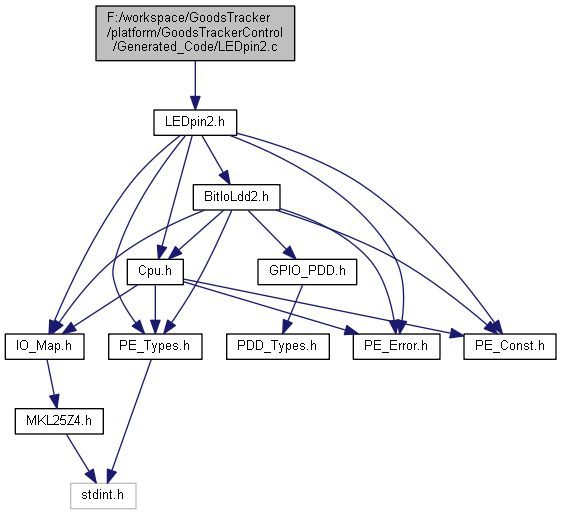 F:/workspace/GoodsTracker
/platform/GoodsTrackerControl
/Generated_Code/LEDpin2.c
LEDpin2.h
BitIoLdd2.h
Cpu.h
GPIO_PDD.h
IO_Map.h
PE_Types.h
PDD_Types.h
PE_Error.h
PE_Const.h
MKL25Z4.h
stdint.h